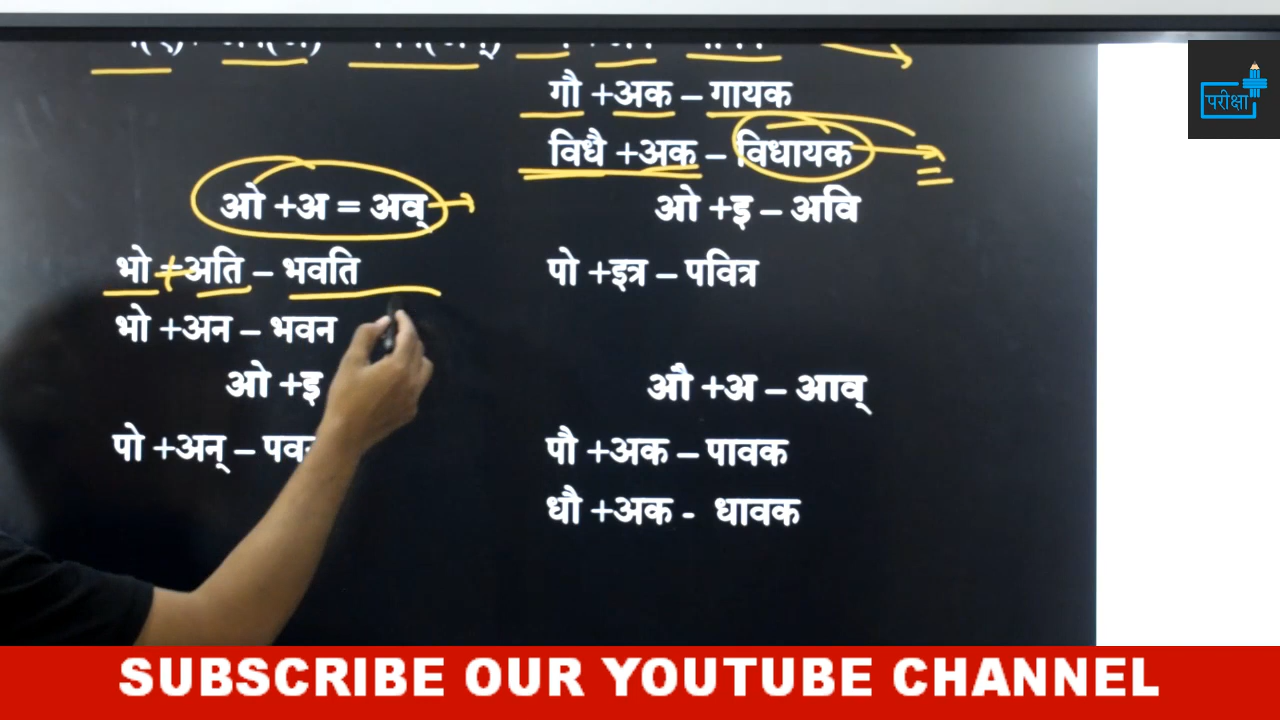 गौ +अक – गायक
विधै +अक – विधायक
ओ +अ = अव्
ओ +इ – अवि
भो + अति – भवति
पो +इत्र – पवित्र
भो +अन – भवन
ओ +इ
औ +अ – आव्
पो +अन् –
पौ +अक – पावक
धौ +अक - धावक
परीक्षा
SUBSCRIBE OUR YOUTUBE CHANNEL